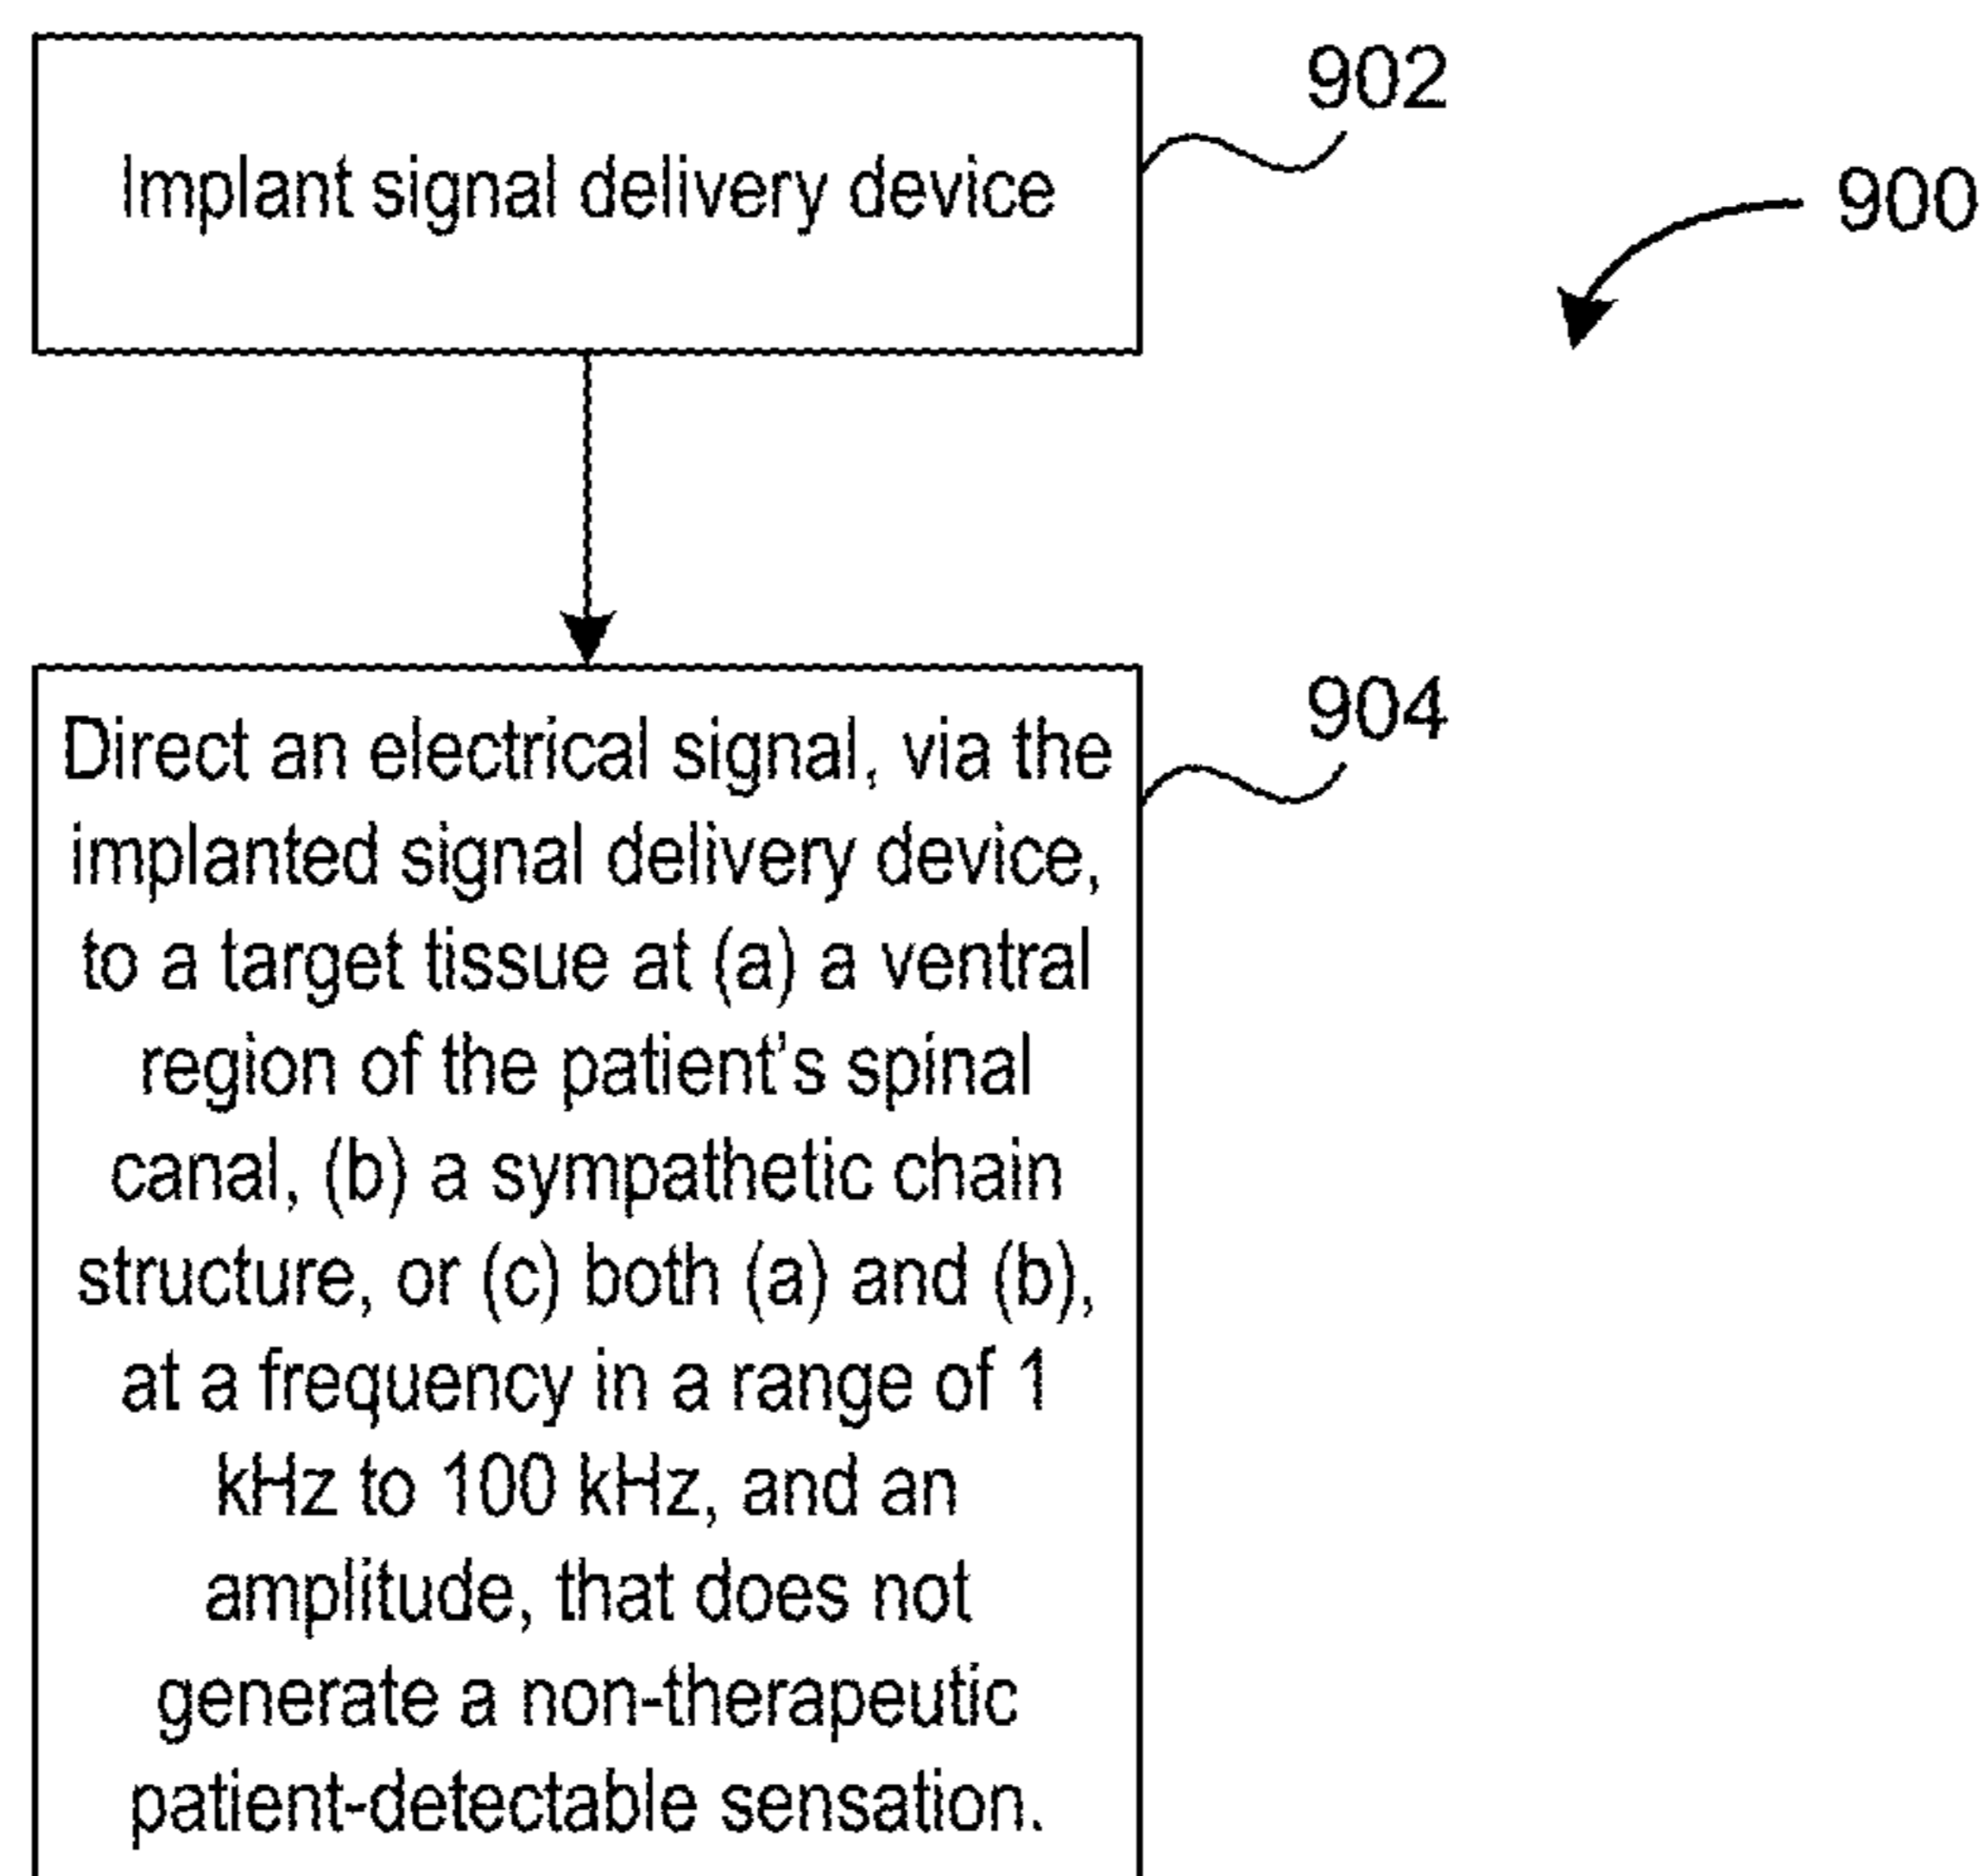 902
Implant signal delivery device
900
904
Direct an electrical signal, via the
implanted signal delivery device,
to a target tissue at (a) a ventral
region of the patient's spinal
canal, (b) a sympathetic chain
structure, or (c) both (a) and (b),
at a frequency in a range of 1
kHz to 100 kHz, and an
amplitude, that does not
generate a non-therapeutic
patient-detectable sensation.